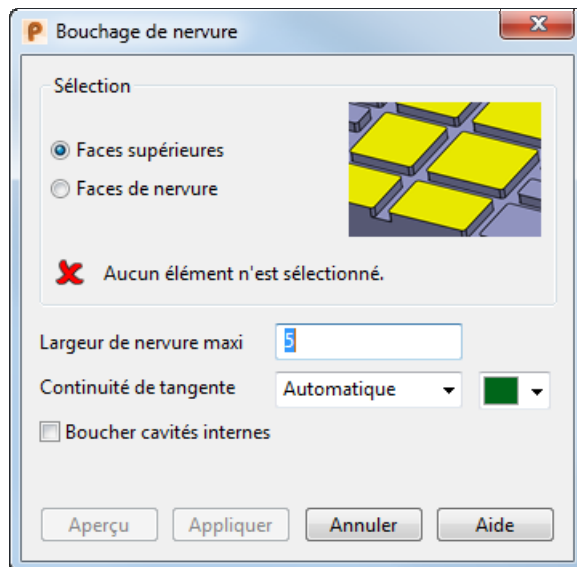 Bouchage de nervure
Sélection
Faces supérieures
Faces de nervure
Aucun élément n'est sélectionné.
Largeur de nervure maxi 5
Continuité de tangente Automatique
Boucher cavités internes
Aperçu Appliquer Annuler Aide